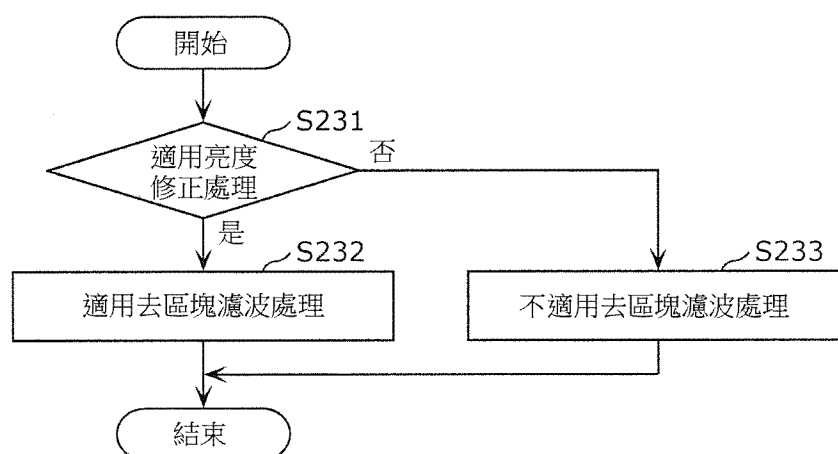 開始
S231
適用亮度
修正處理
否
是
S232
適用去區塊濾波處理
S233
不適用去區塊濾波處理
結束